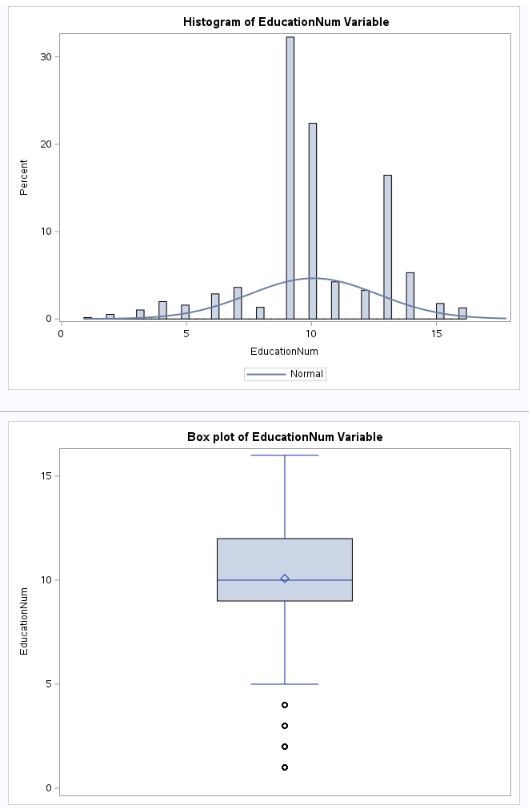 Histogram of EducationNum Variable
30
20
10
0
Percent
0 5 10 15
EducationNum
Normal
Box plot of EducationNum Variable
15
10
5
0
EducationNum